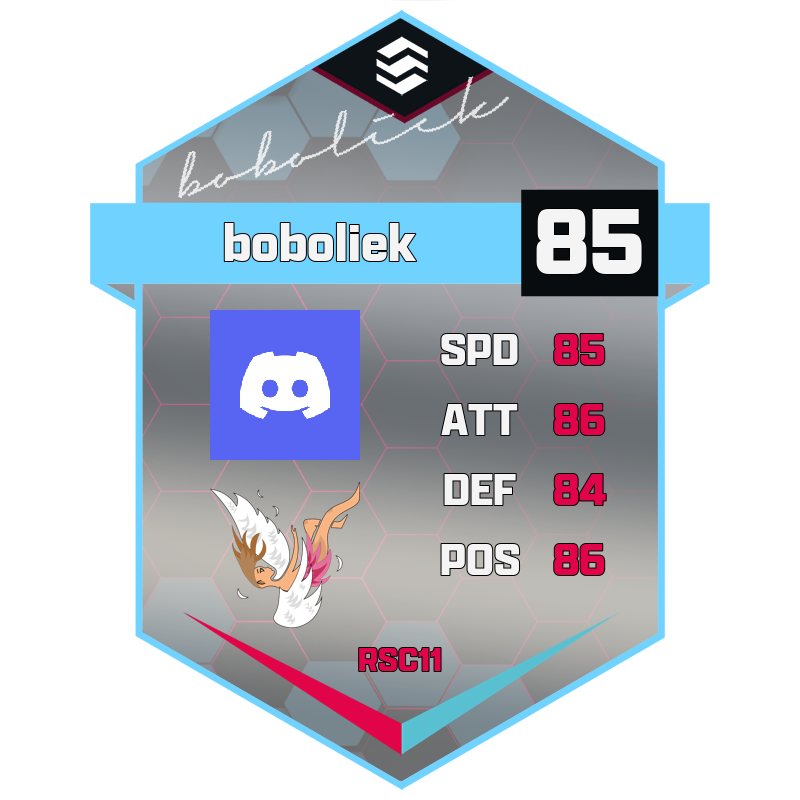 boboliek
boboliek 85
SPD 85
ATT 86
DEF 84
POS 86
RSC11